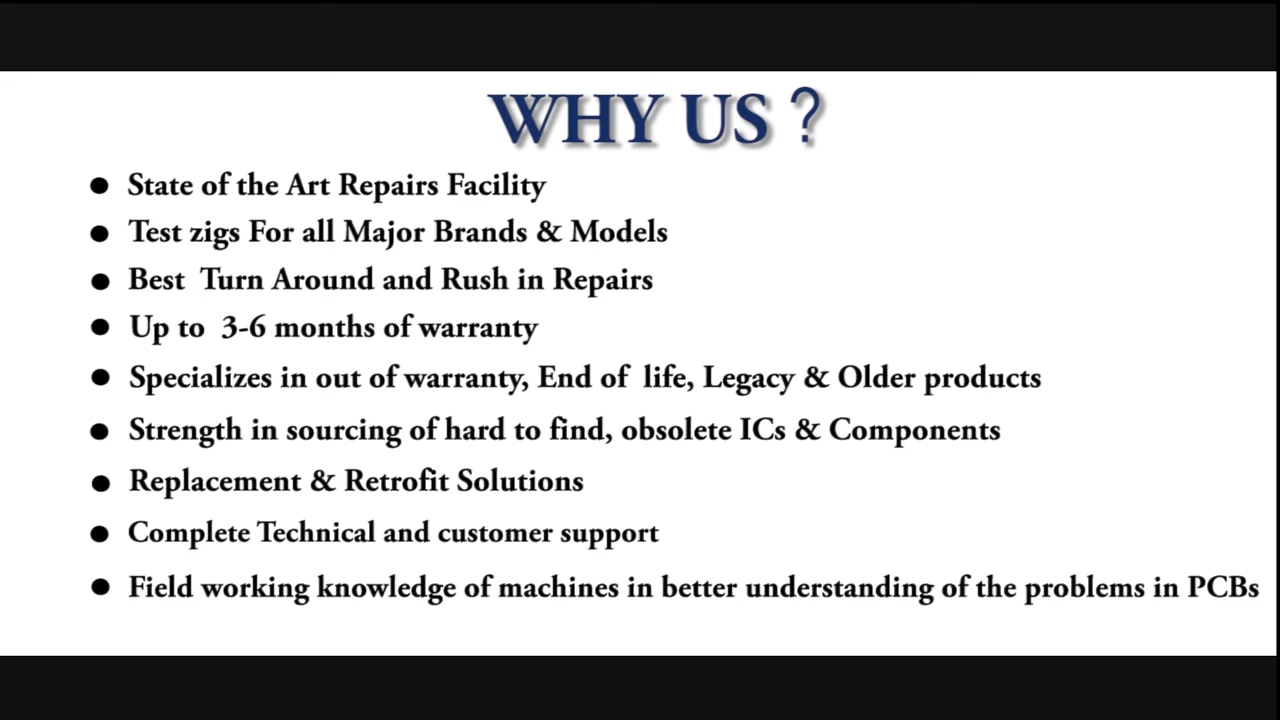 WHY US ?
State of the Art Repairs Facility
Test zigs For all Major Brands & Models
Best Turn Around and Rush in Repairs
Up to 3-6 months of warranty
Specializes in out of warranty, End of life, Legacy & Older products
Strength in sourcing of hard to find, obsolete ICs & Components
Replacement & Retrofit Solutions
Complete Technical and customer support
Field working knowledge of machines in better understanding of the problems in PCBs